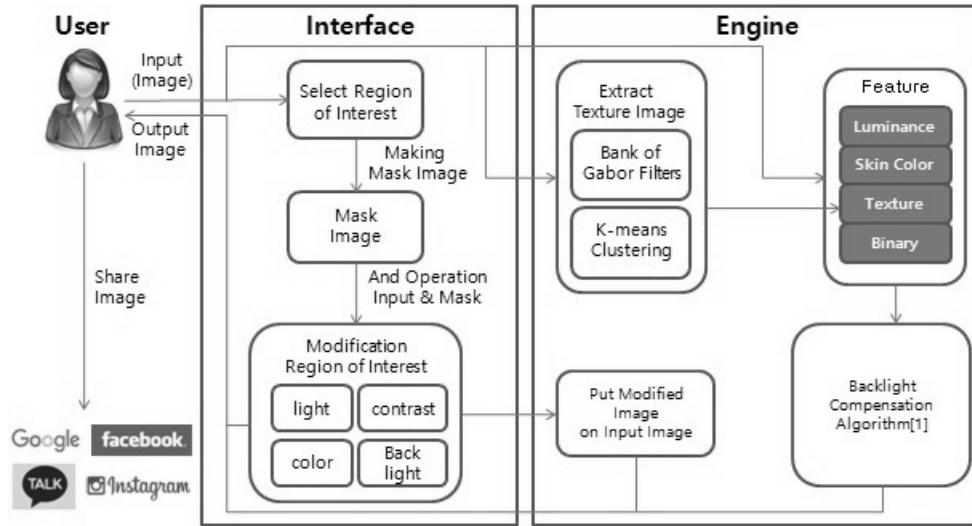 User
Interface
Engine
Input
(Image)
Output
Image
Share
Image
Google
facebook.
TALK
Instagram
Select Region
of Interest
Making
Mask Image
Mask
Image
And Operation
Input & Mask
Modification
Region of Interest
light
contrast
color
Back
light
Extract
Texture Image
Bank of
Gabor Filters
K-means
Clustering
Put Modified
Image
on Input Image
Feature
Luminance
Skin Color
Texture
Binary
Backlight
Compensation
Algorithm[1]